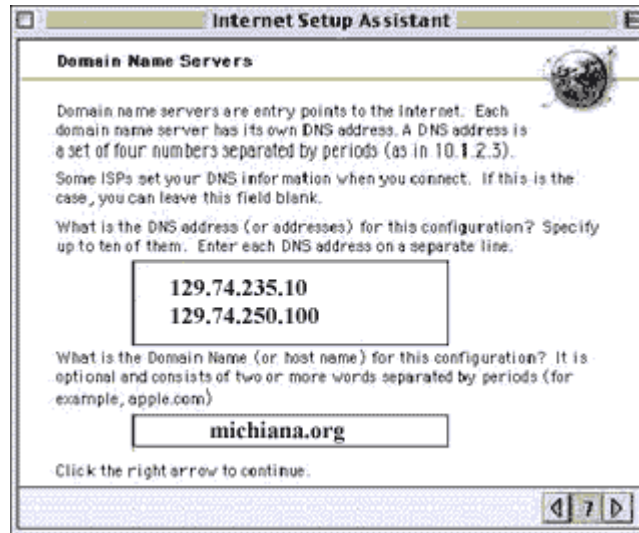 Internet Setup Assistant
Domain Name Servers
Domain name servers are entry points to the Internet. Each
domain name server has its own DNS address. A DNS address is
a set of four numbers separated by periods (as in 10.1.2.3).
Some ISPs set your DNS information when you connect. If this is the
case, you can leave this field blank.
What is the DNS address (or addresses) for this configuration? Specify
up to ten of them. Enter each DNS address on a separate line.
129.74.235.10
129.74.250.100
What is the Domain Name (or host name) for this configuration? It is
optional and consists of two or more words separated by periods (for
example, apple.com)
michiana.org
Click the right arrow to continue.
7